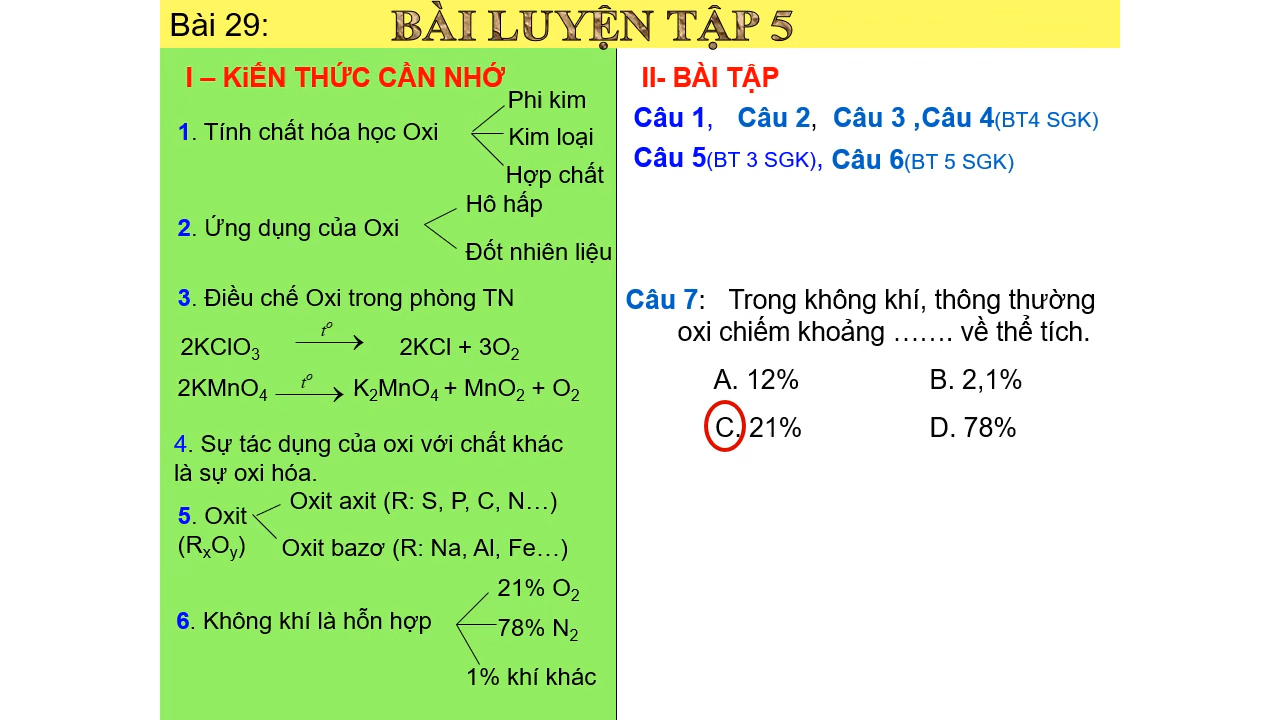 Bài 29:
BÀI LUYỆN TẬP 5
I – KiẾN THỨC CẦN NHỚ
1. Tính chất hóa học Oxi
Phi kim
Kim loại
Hợp chất
2. Ứng dụng của Oxi
Hô hấp
Đốt nhiên liệu
3. Điều chế Oxi trong phòng TN
2KClO₃ t° → 2KCl + 3O₂
2KMnO₄ t° → K₂MnO₄ + MnO₂ + O₂
4. Sự tác dụng của oxi với chất khác
là sự oxi hóa.
5. Oxit
(RₓOᵧ)
Oxit axit (R: S, P, C, N…)
Oxit bazơ (R: Na, Al, Fe…)
6. Không khí là hỗn hợp
21% O₂
78% N₂
1% khí khác
II- BÀI TẬP
Câu 1, Câu 2, Câu 3 ,Câu 4(BT4 SGK)
Câu 5(BT 3 SGK), Câu 6(BT 5 SGK)
Câu 7: Trong không khí, thông thường
oxi chiếm khoảng ……. về thể tích.
A. 12% B. 2,1%
C. 21% D. 78%